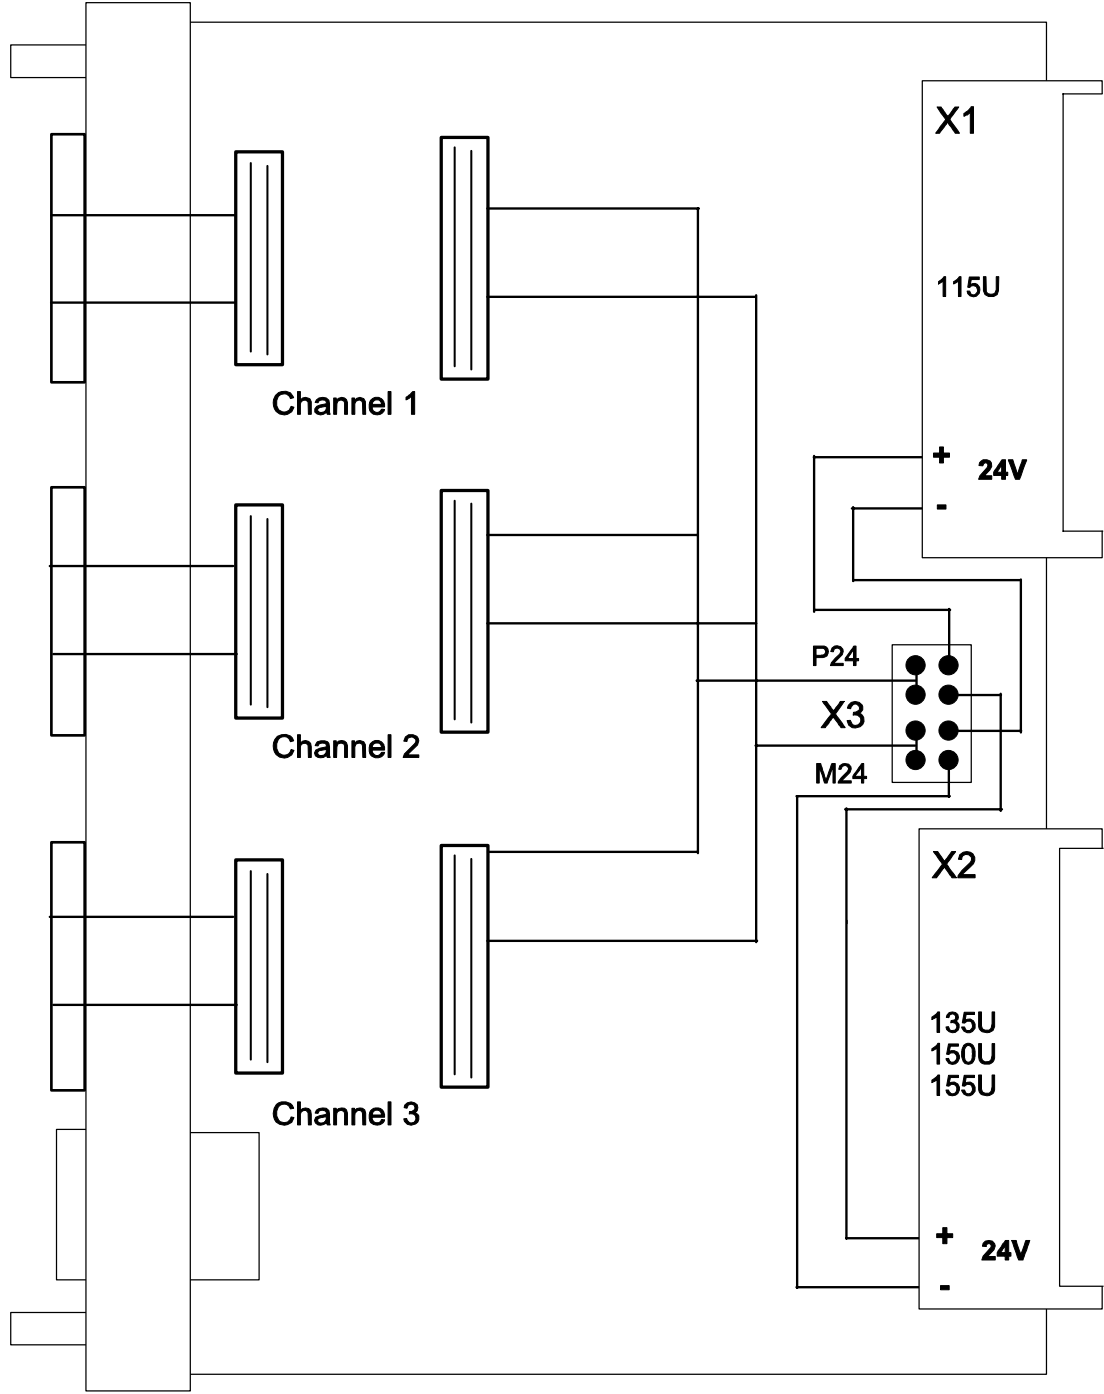 X1
115U
Channel 1
+ 24V
-
P24
X3
Channel 2
M24
X2
135U
150U
155U
Channel 3
+ 24V
-